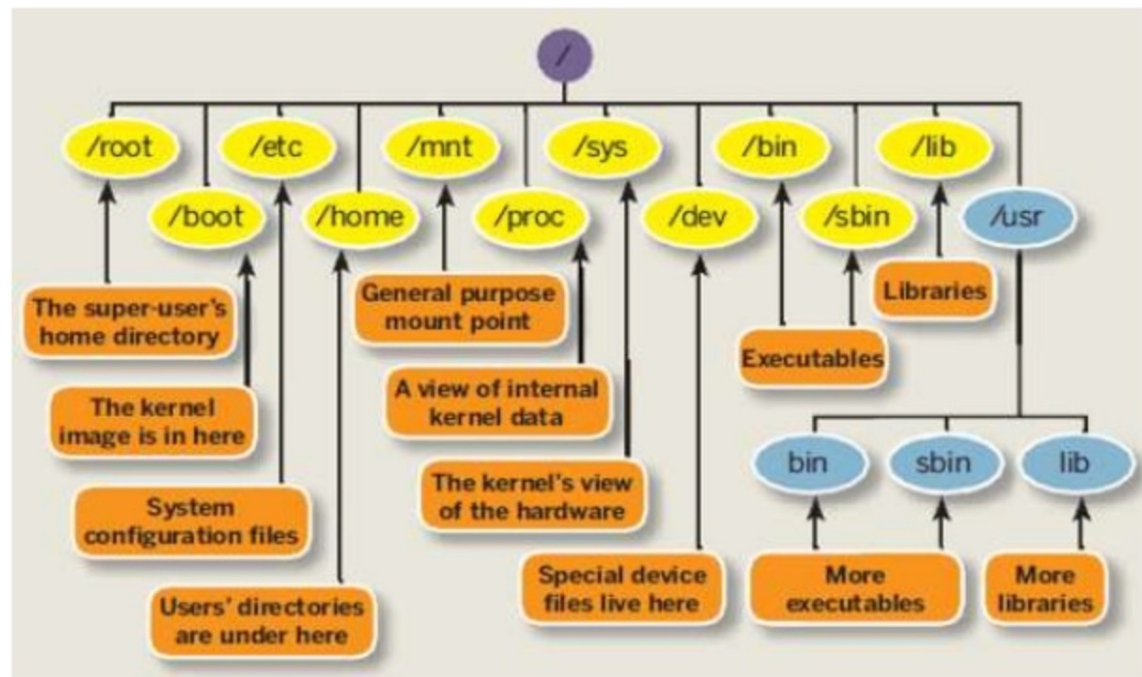 /
/root
/etc
/mnt
/sys
/bin
/lib
/boot
/home
/proc
/dev
/sbin
/usr
The super-user's
home directory
General purpose
mount point
Libraries
Executables
The kernel
image is in here
A view of internal
kernel data
bin
sbin
lib
System
configuration files
The kernel's view
of the hardware
Users' directories
are under here
Special device
files live here
More
executables
More
libraries